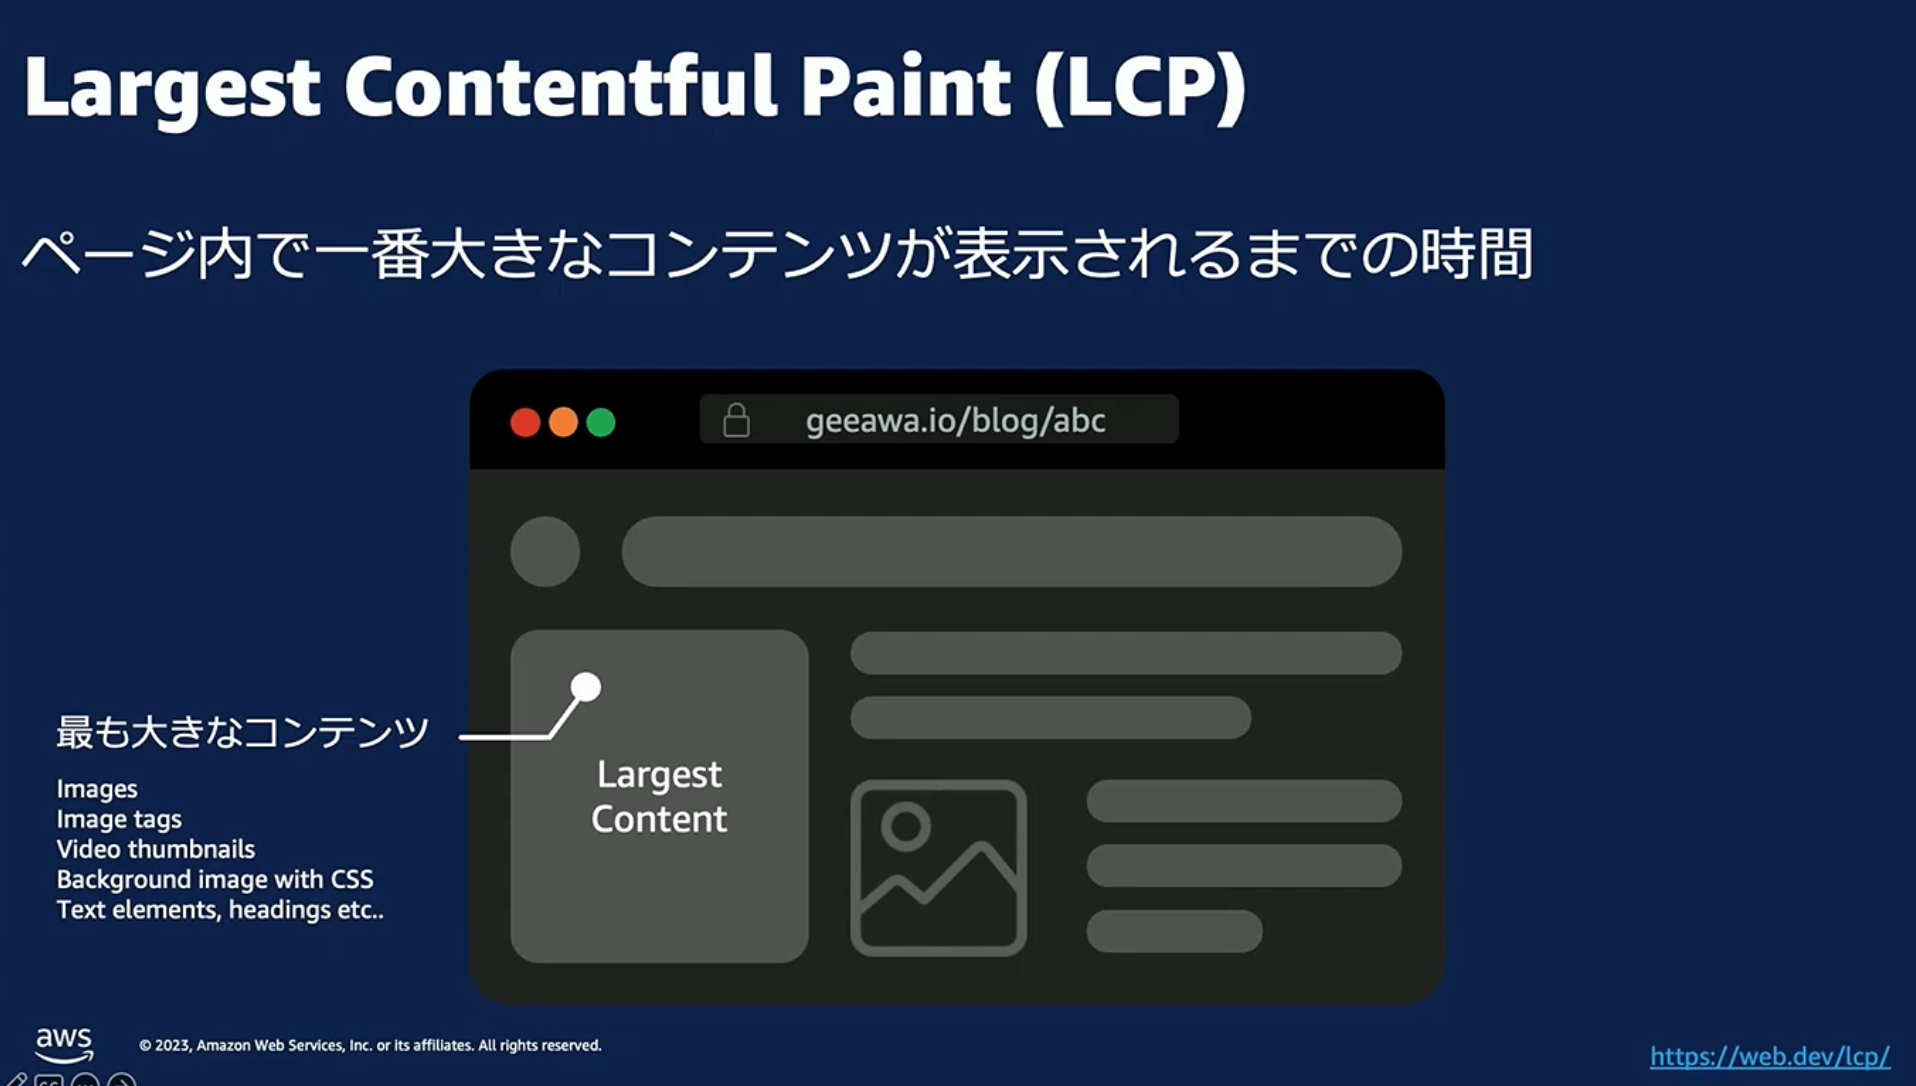 Largest Contentful Paint (LCP)
ページ内で一番大きなコンテンツが表示されるまでの時間
geeawa.io/blog/abc
最も大きなコンテンツ
Images
Image tags
Video thumbnails
Background image with CSS
Text elements, headings etc..
Largest
Content
aws
© 2023, Amazon Web Services, Inc. or its affiliates. All rights reserved.
https://web.dev/lcp/